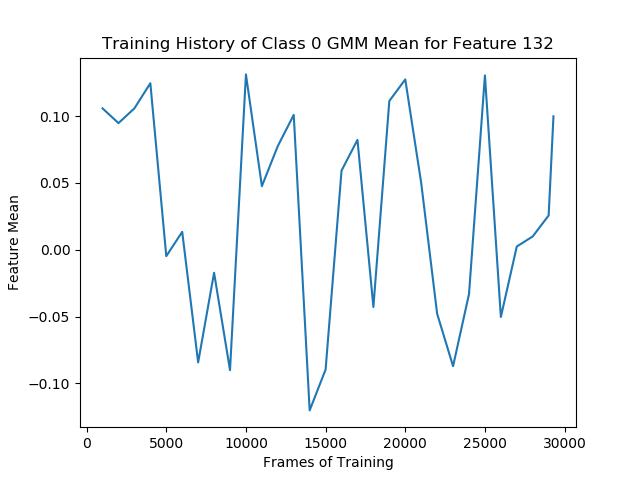 Training History of Class 0 GMM Mean for Feature 132
0.10
0.05
0.00
−0.05
−0.10
Feature Mean
0 5000 10000 15000 20000 25000 30000
Frames of Training